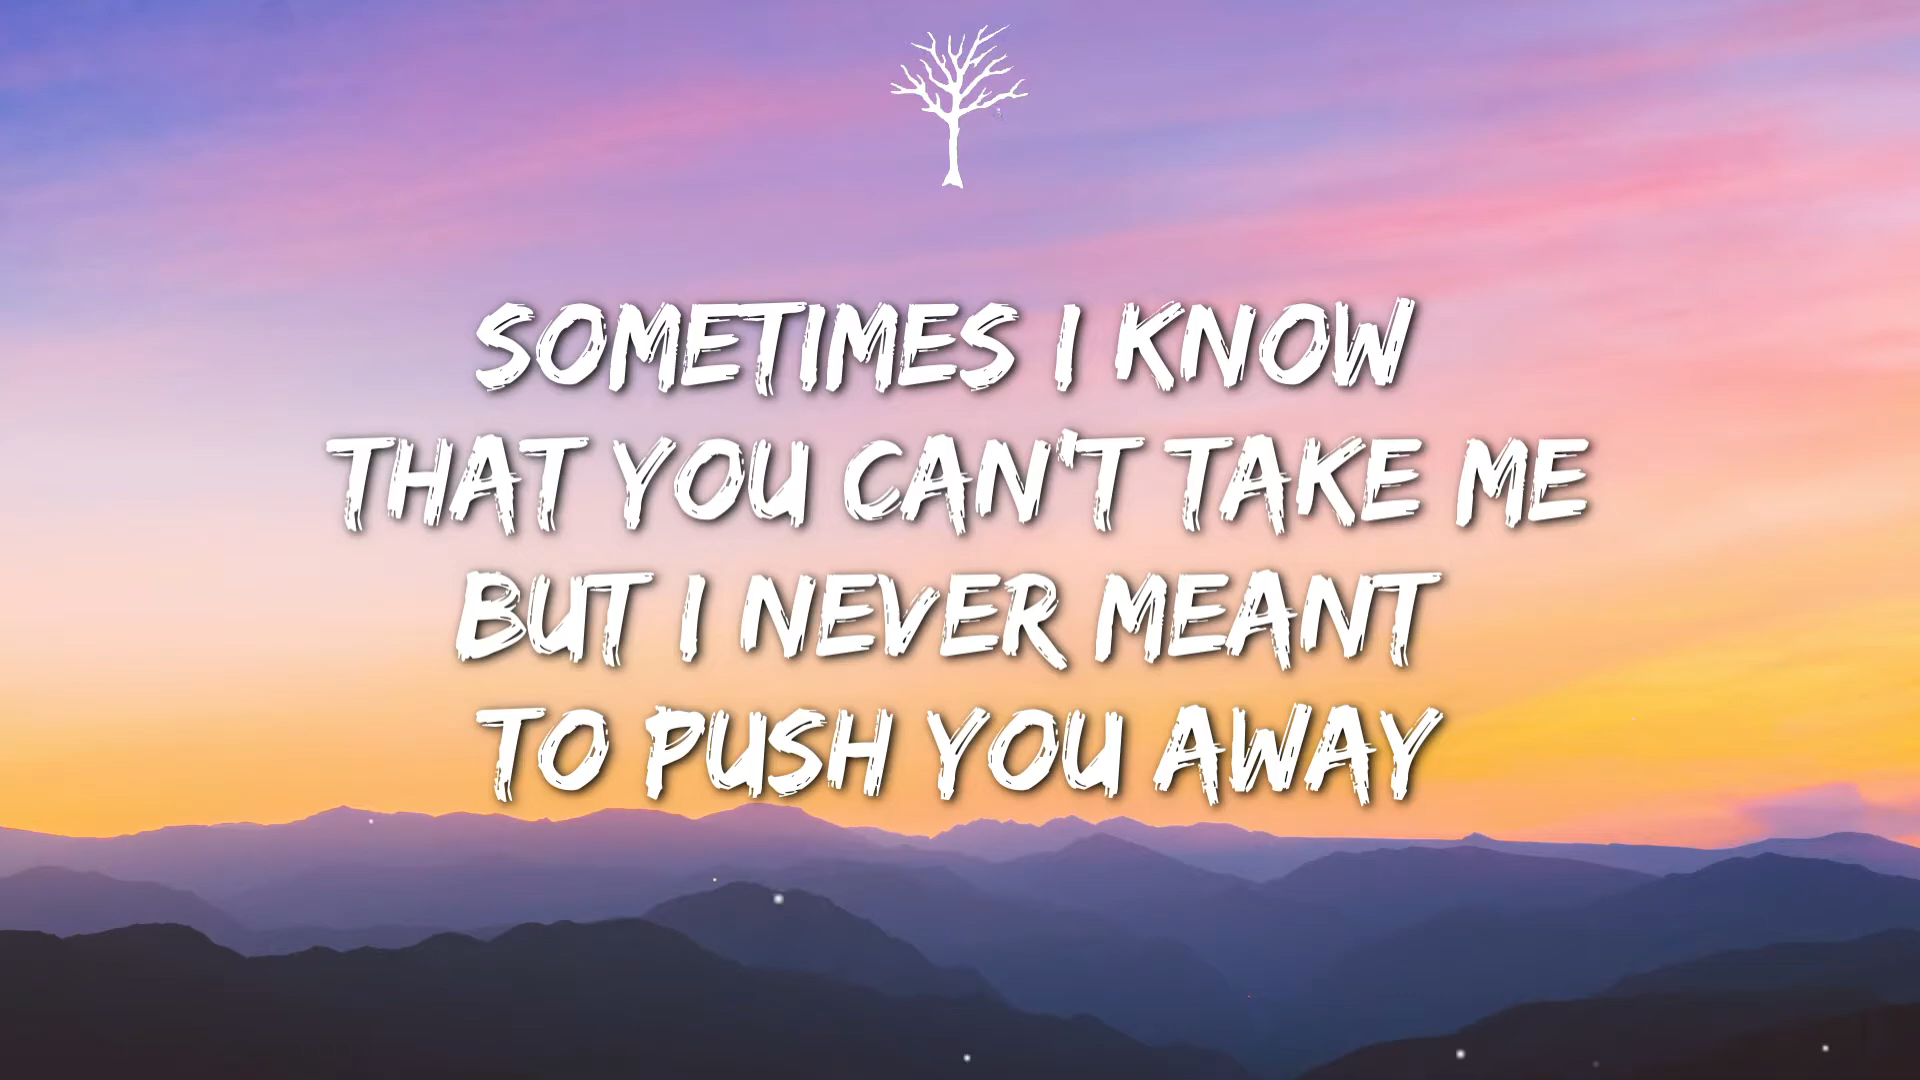 SOMETIMES I KNOW
THAT YOU CAN'T TAKE ME
BUT I NEVER MEANT
TO PUSH YOU AWAY